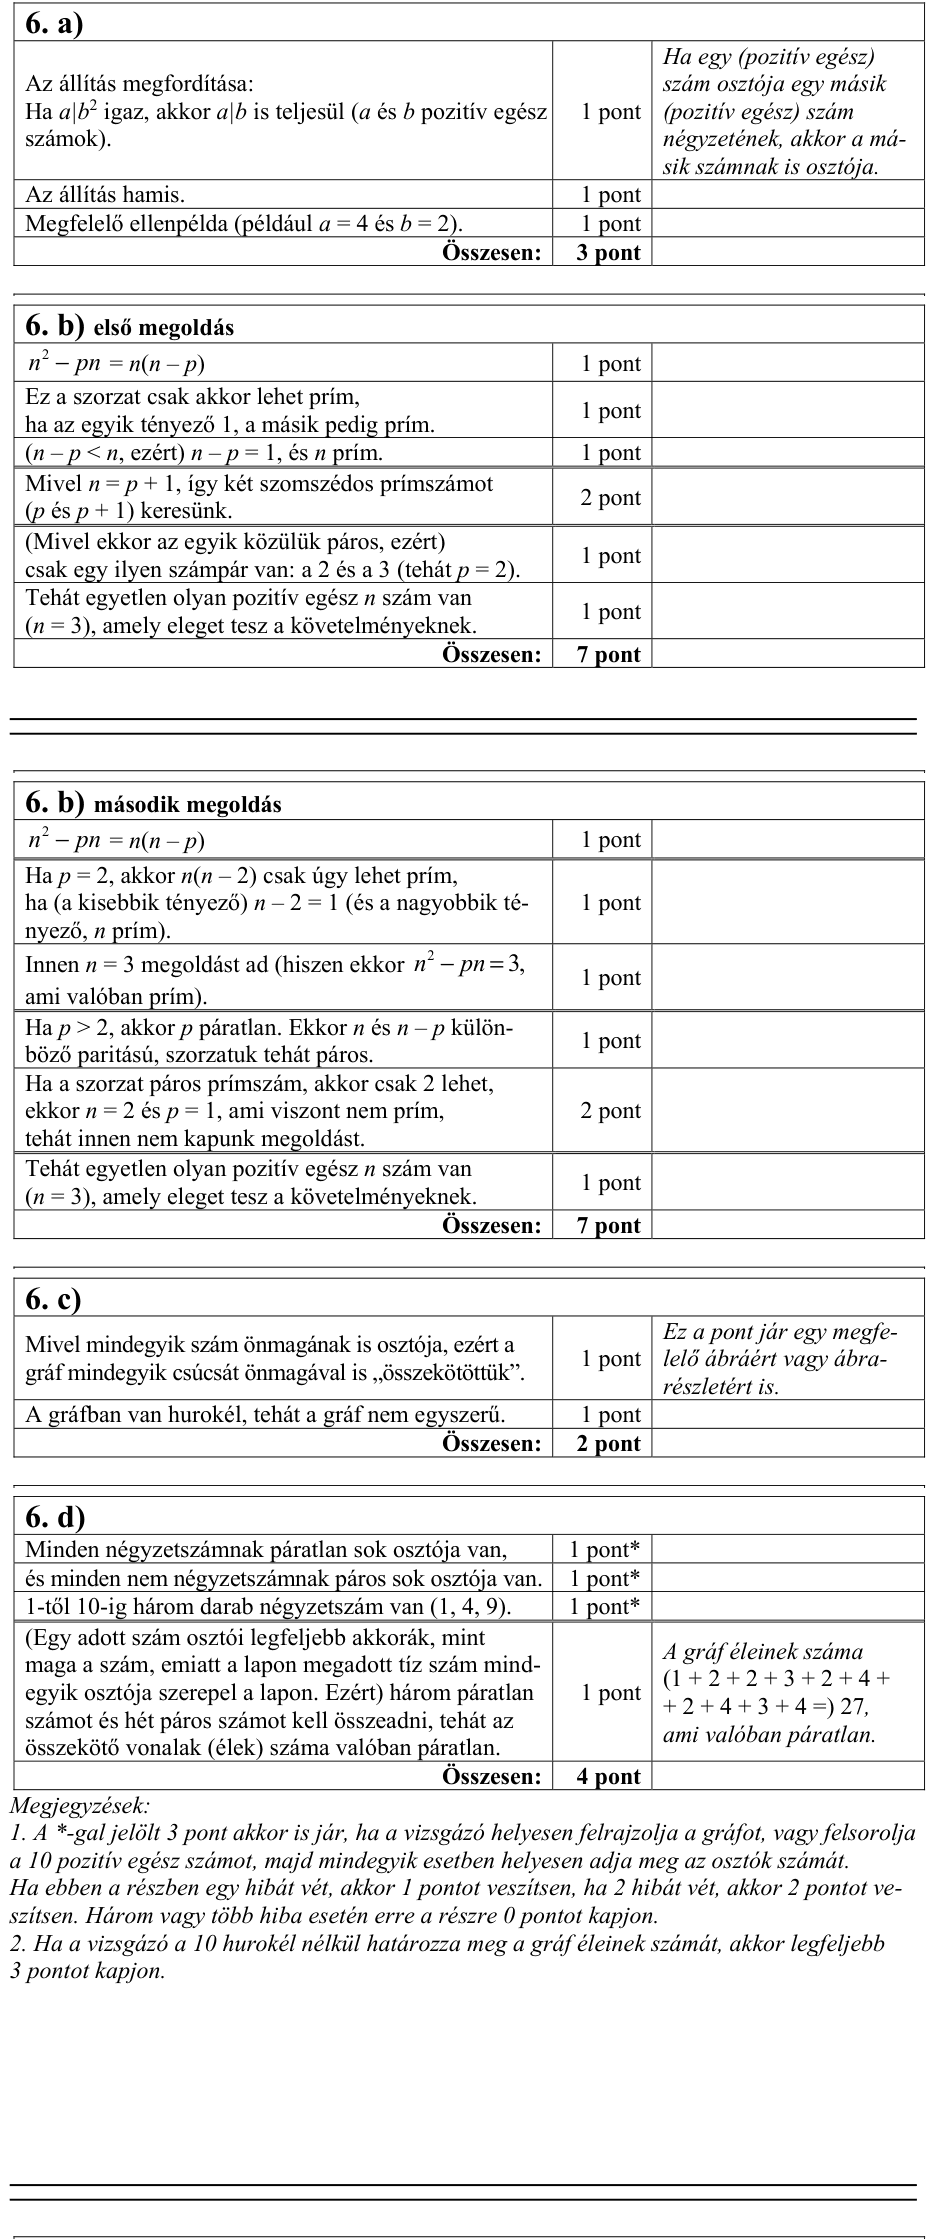 6. a)
Az állítás megfordítása:
Ha a|b² igaz, akkor a|b is teljesül (a és b pozitív egész
számok).
1 pont
Ha egy (pozitív egész)
szám osztója egy másik
(pozitív egész) szám
négyzetének, akkor a má-
sik számnak is osztója.
Az állítás hamis. 1 pont
Megfelelő ellenpélda (például a = 4 és b = 2). 1 pont
Összesen: 3 pont
6. b) első megoldás
n² − pn = n(n – p) 1 pont
Ez a szorzat csak akkor lehet prím,
ha az egyik tényező 1, a másik pedig prím.
1 pont
(n – p < n, ezért) n – p = 1, és n prím. 1 pont
Mivel n = p + 1, így két szomszédos prímszámot
(p és p + 1) keresünk.
2 pont
(Mivel ekkor az egyik közülük páros, ezért)
csak egy ilyen számpár van: a 2 és a 3 (tehát p = 2).
1 pont
Tehát egyetlen olyan pozitív egész n szám van
(n = 3), amely eleget tesz a követelményeknek.
1 pont
Összesen: 7 pont
6. b) második megoldás
n² − pn = n(n – p) 1 pont
Ha p = 2, akkor n(n – 2) csak úgy lehet prím,
ha (a kisebbik tényező) n – 2 = 1 (és a nagyobbik té-
nyező, n prím).
1 pont
Innen n = 3 megoldást ad (hiszen ekkor n² − pn = 3,
ami valóban prím).
1 pont
Ha p > 2, akkor p páratlan. Ekkor n és n – p külön-
böző paritású, szorzatuk tehát páros.
1 pont
Ha a szorzat páros prímszám, akkor csak 2 lehet,
ekkor n = 2 és p = 1, ami viszont nem prím,
tehát innen nem kapunk megoldást.
2 pont
Tehát egyetlen olyan pozitív egész n szám van
(n = 3), amely eleget tesz a követelményeknek.
1 pont
Összesen: 7 pont
6. c)
Mivel mindegyik szám önmagának is osztója, ezért a
gráf mindegyik csúcsát önmagával is „összekötöttük”.
1 pont
Ez a pont jár egy megfe-
lelő ábráért vagy ábra-
részletért is.
A gráfban van hurokél, tehát a gráf nem egyszerű. 1 pont
Összesen: 2 pont
6. d)
Minden négyzetszámnak páratlan sok osztója van, 1 pont*
és minden nem négyzetszámnak páros sok osztója van. 1 pont*
1-től 10-ig három darab négyzetszám van (1, 4, 9). 1 pont*
(Egy adott szám osztói legfeljebb akkorák, mint
maga a szám, emiatt a lapon megadott tíz szám mind-
egyik osztója szerepel a lapon. Ezért) három páratlan
számot és hét páros számot kell összeadni, tehát az
összekötő vonalak (élek) száma valóban páratlan.
1 pont
A gráf éleinek száma
(1 + 2 + 2 + 3 + 2 + 4 +
+ 2 + 4 + 3 + 4 =) 27,
ami valóban páratlan.
Összesen: 4 pont
Megjegyzések:
1. A *-gal jelölt 3 pont akkor is jár, ha a vizsgázó helyesen felrajzolja a gráfot, vagy felsorolja
a 10 pozitív egész számot, majd mindegyik esetben helyesen adja meg az osztók számát.
Ha ebben a részben egy hibát vét, akkor 1 pontot veszítsen, ha 2 hibát vét, akkor 2 pontot ve-
szítsen. Három vagy több hiba esetén erre a részre 0 pontot kapjon.
2. Ha a vizsgázó a 10 hurokél nélkül határozza meg a gráf éleinek számát, akkor legfeljebb
3 pontot kapjon.